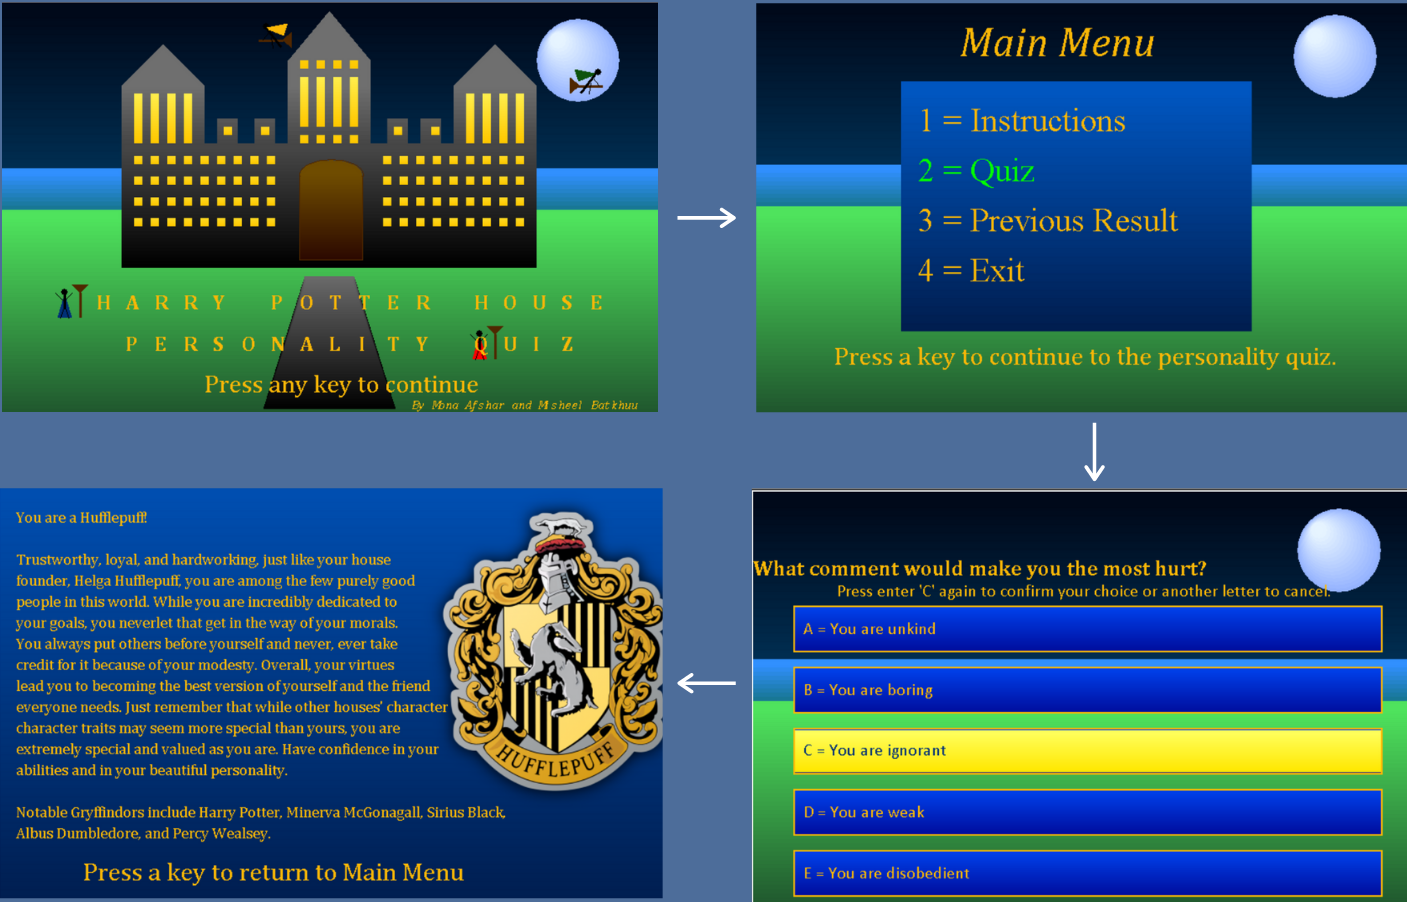 HARRY POTTER HOUSE
PERSONALITY QUIZ
Press any key to continue
By Mona Afshar and Misheel Batkhuu
Main Menu
1 = Instructions
2 = Quiz
3 = Previous Result
4 = Exit
Press a key to continue to the personality quiz.
What comment would make you the most hurt?
Press enter 'C' again to confirm your choice or another letter to cancel.
A = You are unkind
B = You are boring
C = You are ignorant
D = You are weak
E = You are disobedient
You are a Hufflepuff!
Trustworthy, loyal, and hardworking, just like your house
founder, Helga Hufflepuff, you are among the few purely good
people in this world. While you are incredibly dedicated to
your goals, you neverlet that get in the way of your morals.
You always put others before yourself and never, ever take
credit for it because of your modesty. Overall, your virtues
lead you to becoming the best version of yourself and the friend
everyone needs. Just remember that while other houses' character
character traits may seem more special than yours, you are
extremely special and valued as you are. Have confidence in your
abilities and in your beautiful personality.
Notable Gryffindors include Harry Potter, Minerva McGonagall, Sirius Black,
Albus Dumbledore, and Percy Wealsey.
HUFFLEPUFF
Press a key to return to Main Menu